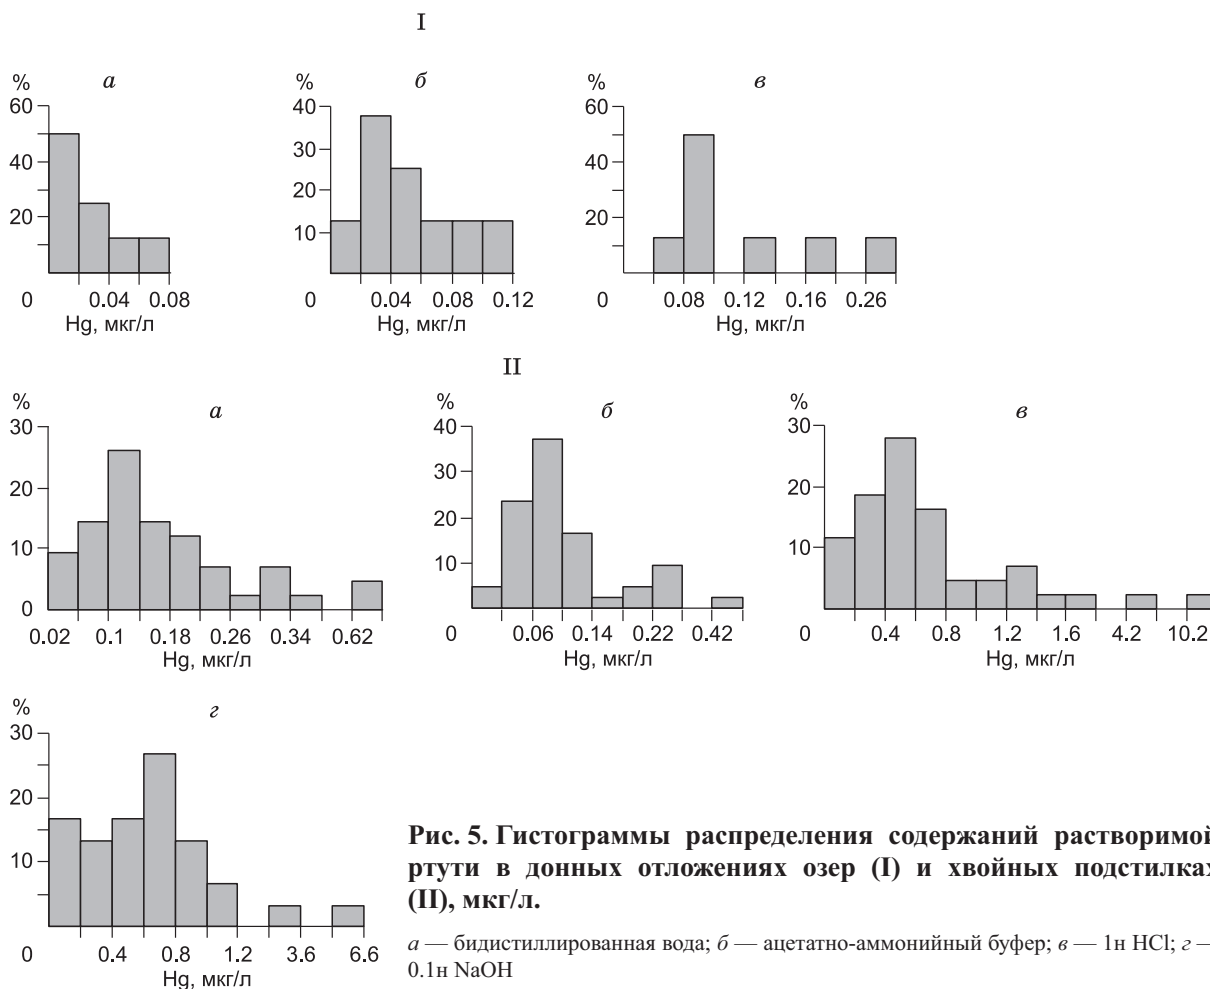 I
% а
60
40
20
0 0.04 0.08
Hg, мкг/л
% б
40
30
20
10
0 0.04 0.08 0.12
Hg, мкг/л
% в
60
40
20
0 0.08 0.12 0.16 0.26
Hg, мкг/л
II
% а
30
20
10
0
0.02 0.1 0.18 0.26 0.34 0.62
Hg, мкг/л
% б
40
30
20
10
0 0.06 0.14 0.22 0.42
Hg, мкг/л
% в
30
20
10
0 0.4 0.8 1.2 1.6 4.2 10.2
Hg, мкг/л
% г
30
20
10
0 0.4 0.8 1.2 3.6 6.6
Hg, мкг/л
Рис. 5. Гистограммы распределения содержаний растворимой
ртути в донных отложениях озер (I) и хвойных подстилках
(II), мкг/л.
а — бидистиллированная вода; б — ацетатно-аммонийный буфер; в — 1н HCl; г —
0.1н NaOH